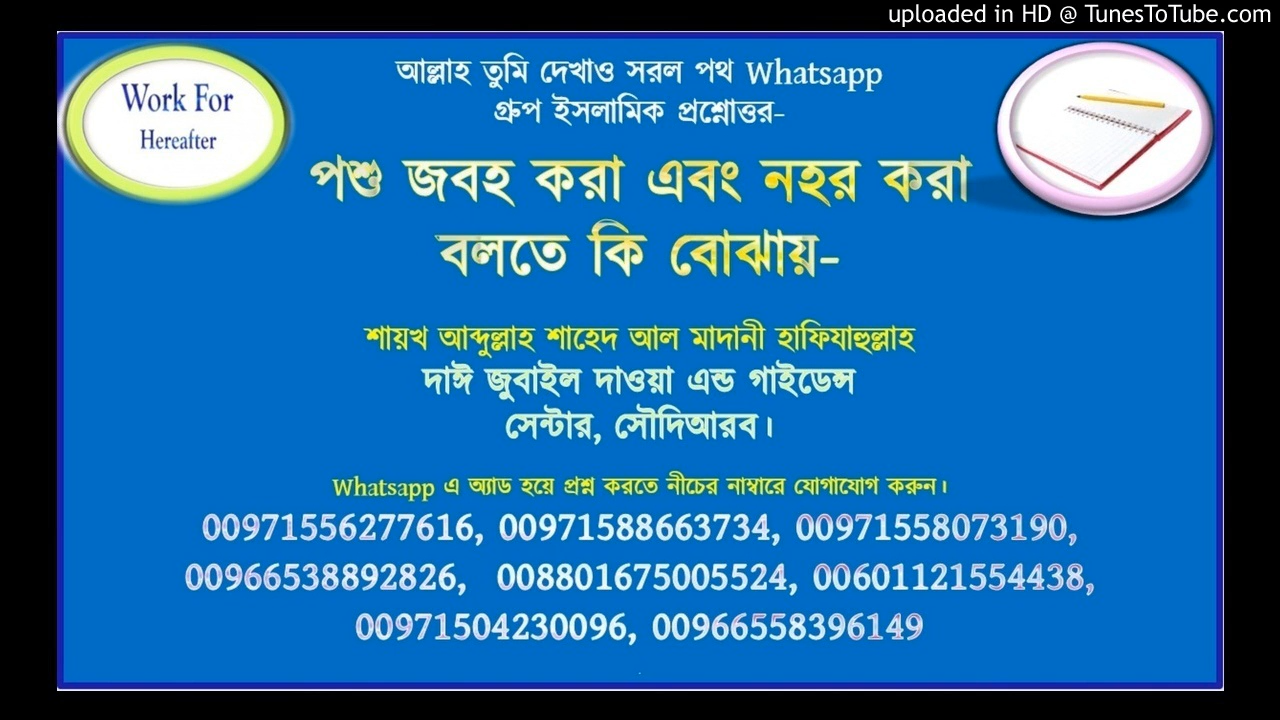 uploaded in HD @ TunesToTube.com
Work For
Hereafter
আল্লাহ তুমি দেখাও সরল পথ Whatsapp
গ্রুপ ইসলামিক প্রশ্নোত্তর-
পশু জবহ করা এবং নহর করা
বলতে কি বোঝায়-
শায়খ আব্দুল্লাহ শাহেদ আল মাদানী হাফিযাহুল্লাহ
দাঈ জুবাইল দাওয়া এন্ড গাইডেন্স
সেন্টার, সৌদিআরব।
Whatsapp এ অ্যাড হয়ে প্রশ্ন করতে নীচের নাম্বারে যোগাযোগ করুন।
00971556277616, 00971588663734, 00971558073190,
00966538892826, 008801675005524, 00601121554438,
00971504230096, 00966558396149